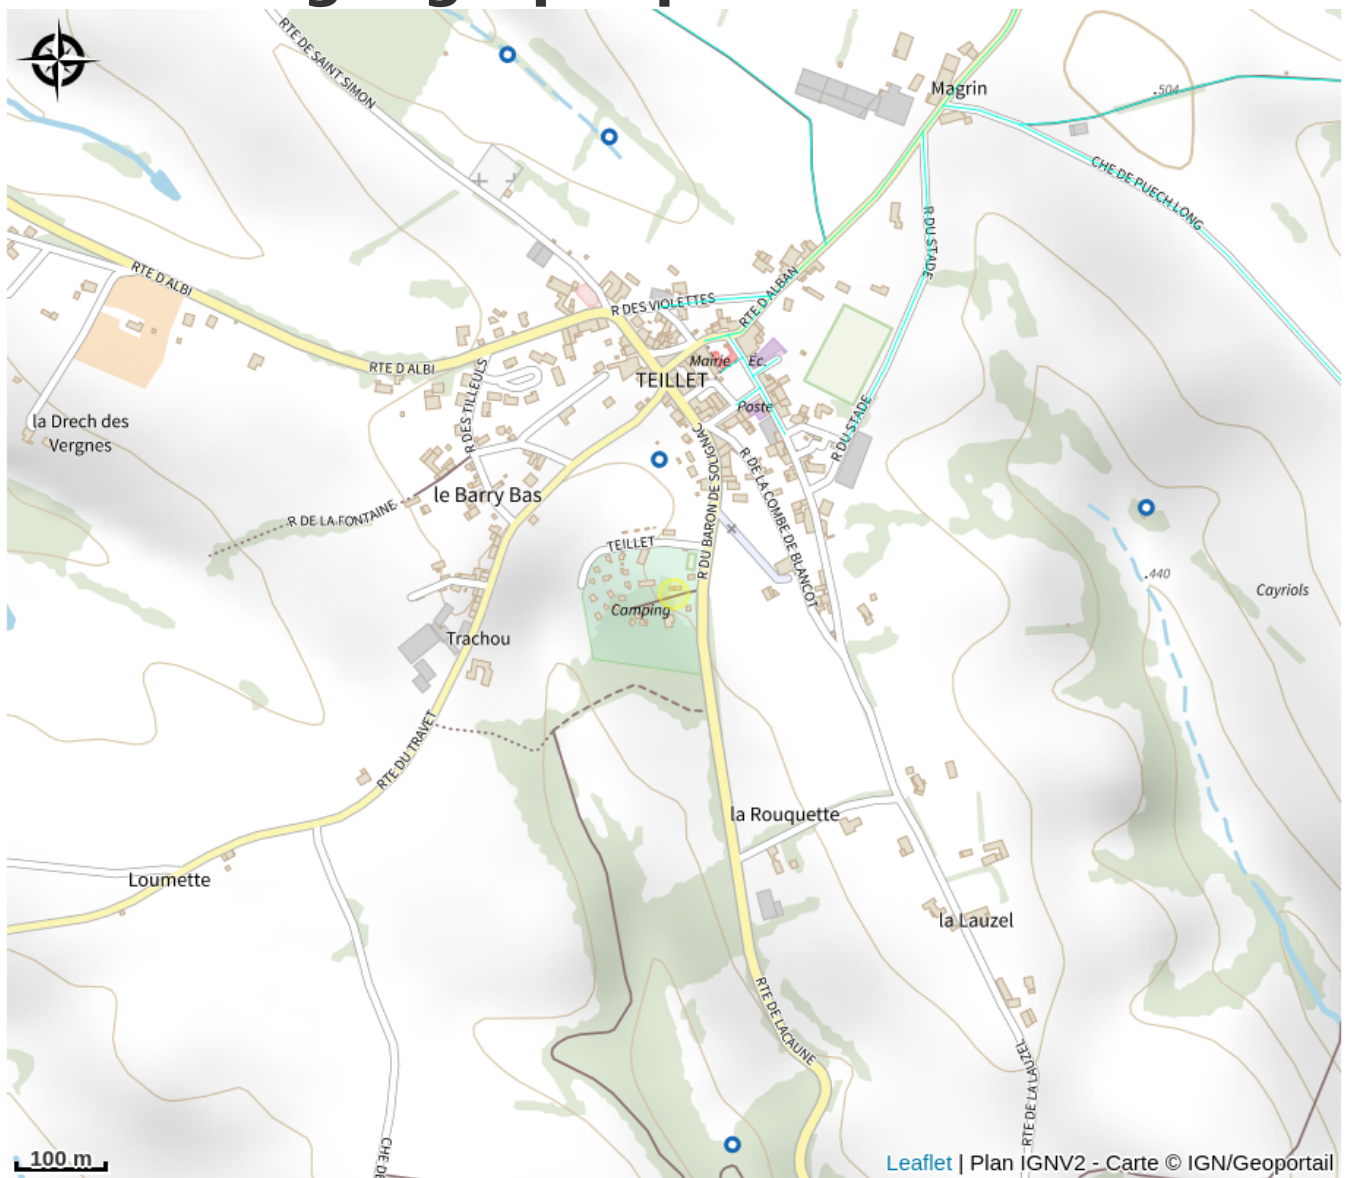 RTE DE SAINT SIMON
Magrin
.504
CHE DE PUECH LONG
R DU STADE
RTE D'ALBI
R DES VIOLETTES
RTE D'ALBAN
Mairie
Ec.
RTE D'ALBI
TEILLET
R DES TILLEULS
Poste
la Drech des
Vergnes
R DU STADE
le Barry Bas
R DE LA FONTAINE
R DU BARON DE SOLIGNAC
R DE LA COMBE DE BLANCOT
TEILLET
.440
Cayriols
Camping
Trachou
RTE DU TRAVET
la Rouquette
Loumette
la Lauzel
RTE DE LACAUNE
RTE DE LA LAUZEL
CHE D
100 m
Leaflet | Plan IGNV2 - Carte © IGN/Geoportail